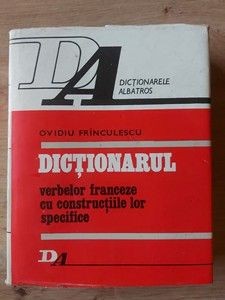 DA
DICȚIONARELE
ALBATROS
OVIDIU FRÎNCULESCU
DICȚIONARUL
verbelor franceze
cu construcțiile lor
specifice
DA